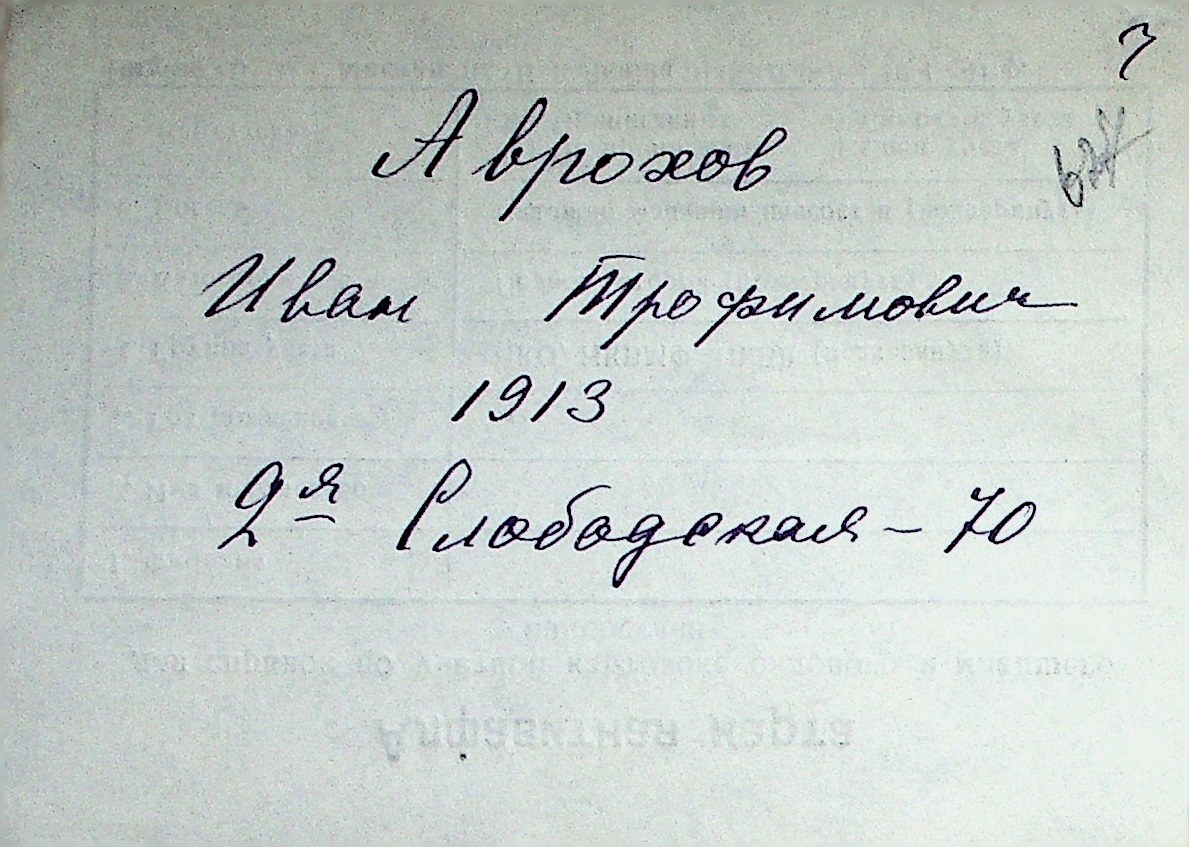 Аврохов
Иван Трофимович
1913
2я Слободская – 70